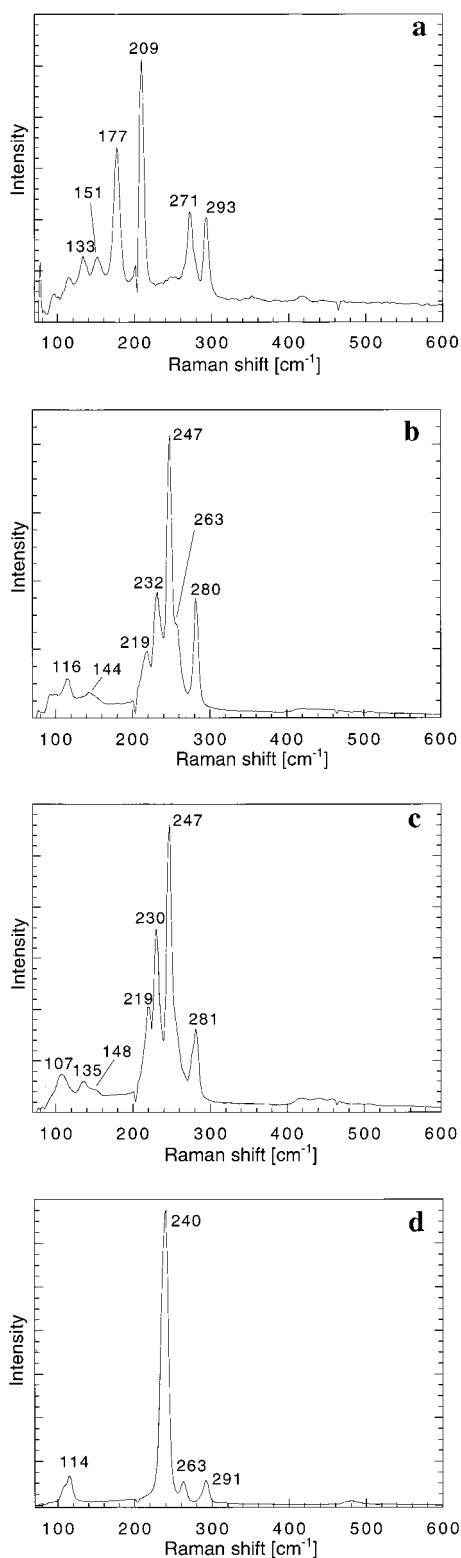 a
209
177
151
133
271
293
Intensity
100 200 300 400 500 600
Raman shift [cm-1]
b
247
263
232
280
219
116
144
Intensity
100 200 300 400 500 600
Raman shift [cm-1]
c
247
230
219
281
107 135 148
Intensity
100 200 300 400 500 600
Raman shift [cm-1]
d
240
114
263
291
Intensity
100 200 300 400 500 600
Raman shift [cm-1]